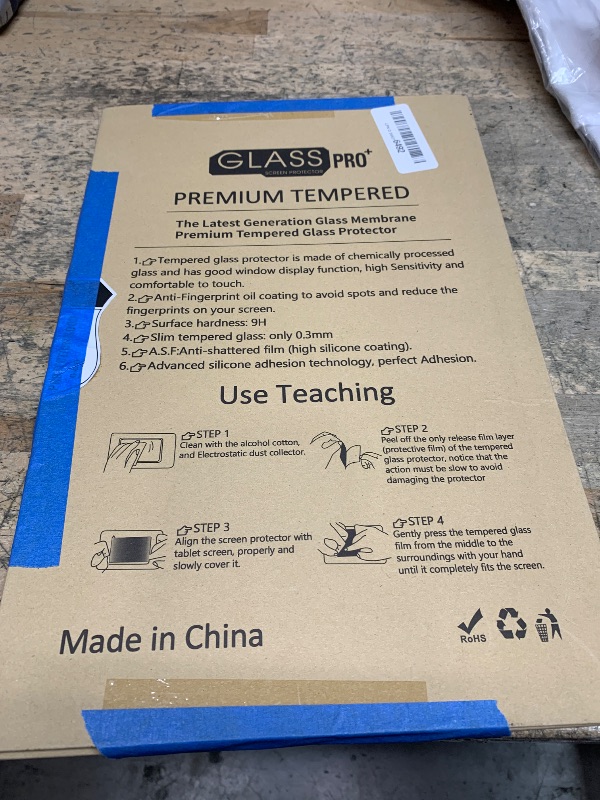 GLASS PRO+
SCREEN PROTECTOR
6492
PREMIUM TEMPERED
The Latest Generation Glass Membrane
Premium Tempered Glass Protector
1.Tempered glass protector is made of chemically processed
glass and has good window display function, high Sensitivity and
comfortable to touch.
2.Anti-Fingerprint oil coating to avoid spots and reduce the
fingerprints on your screen.
3.Surface hardness: 9H
4.Slim tempered glass: only 0.3mm
5.A.S.F:Anti-shattered film (high silicone coating).
6.Advanced silicone adhesion technology, perfect Adhesion.
Use Teaching
STEP 1
Clean with the alcohol cotton,
and Electrostatic dust collector.
STEP 2
Peel off the only release film layer
(protective film) of the tempered
glass protector, notice that the
action must be slow to avoid
damaging the protector
STEP 3
Align the screen protector with
tablet screen, properly and
slowly cover it.
STEP 4
Gently press the tempered glass
film from the middle to the
surroundings with your hand
until it completely fits the screen.
Made in China
RoHS